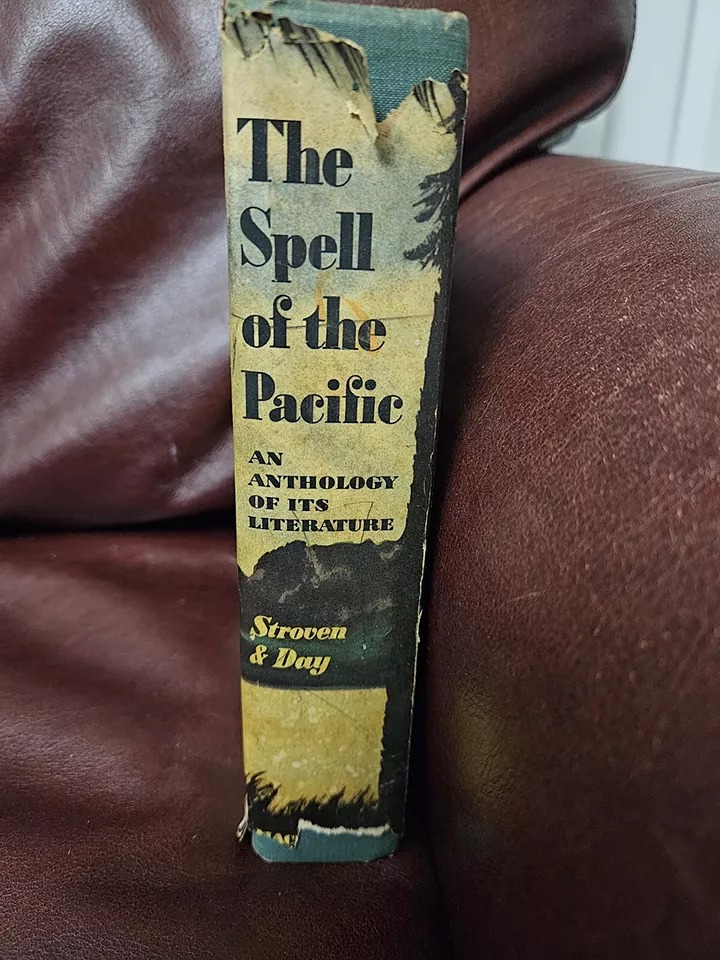 The
Spell
of the
Pacific
AN
ANTHOLOGY
OF ITS
LITERATURE
Stroven
& Day